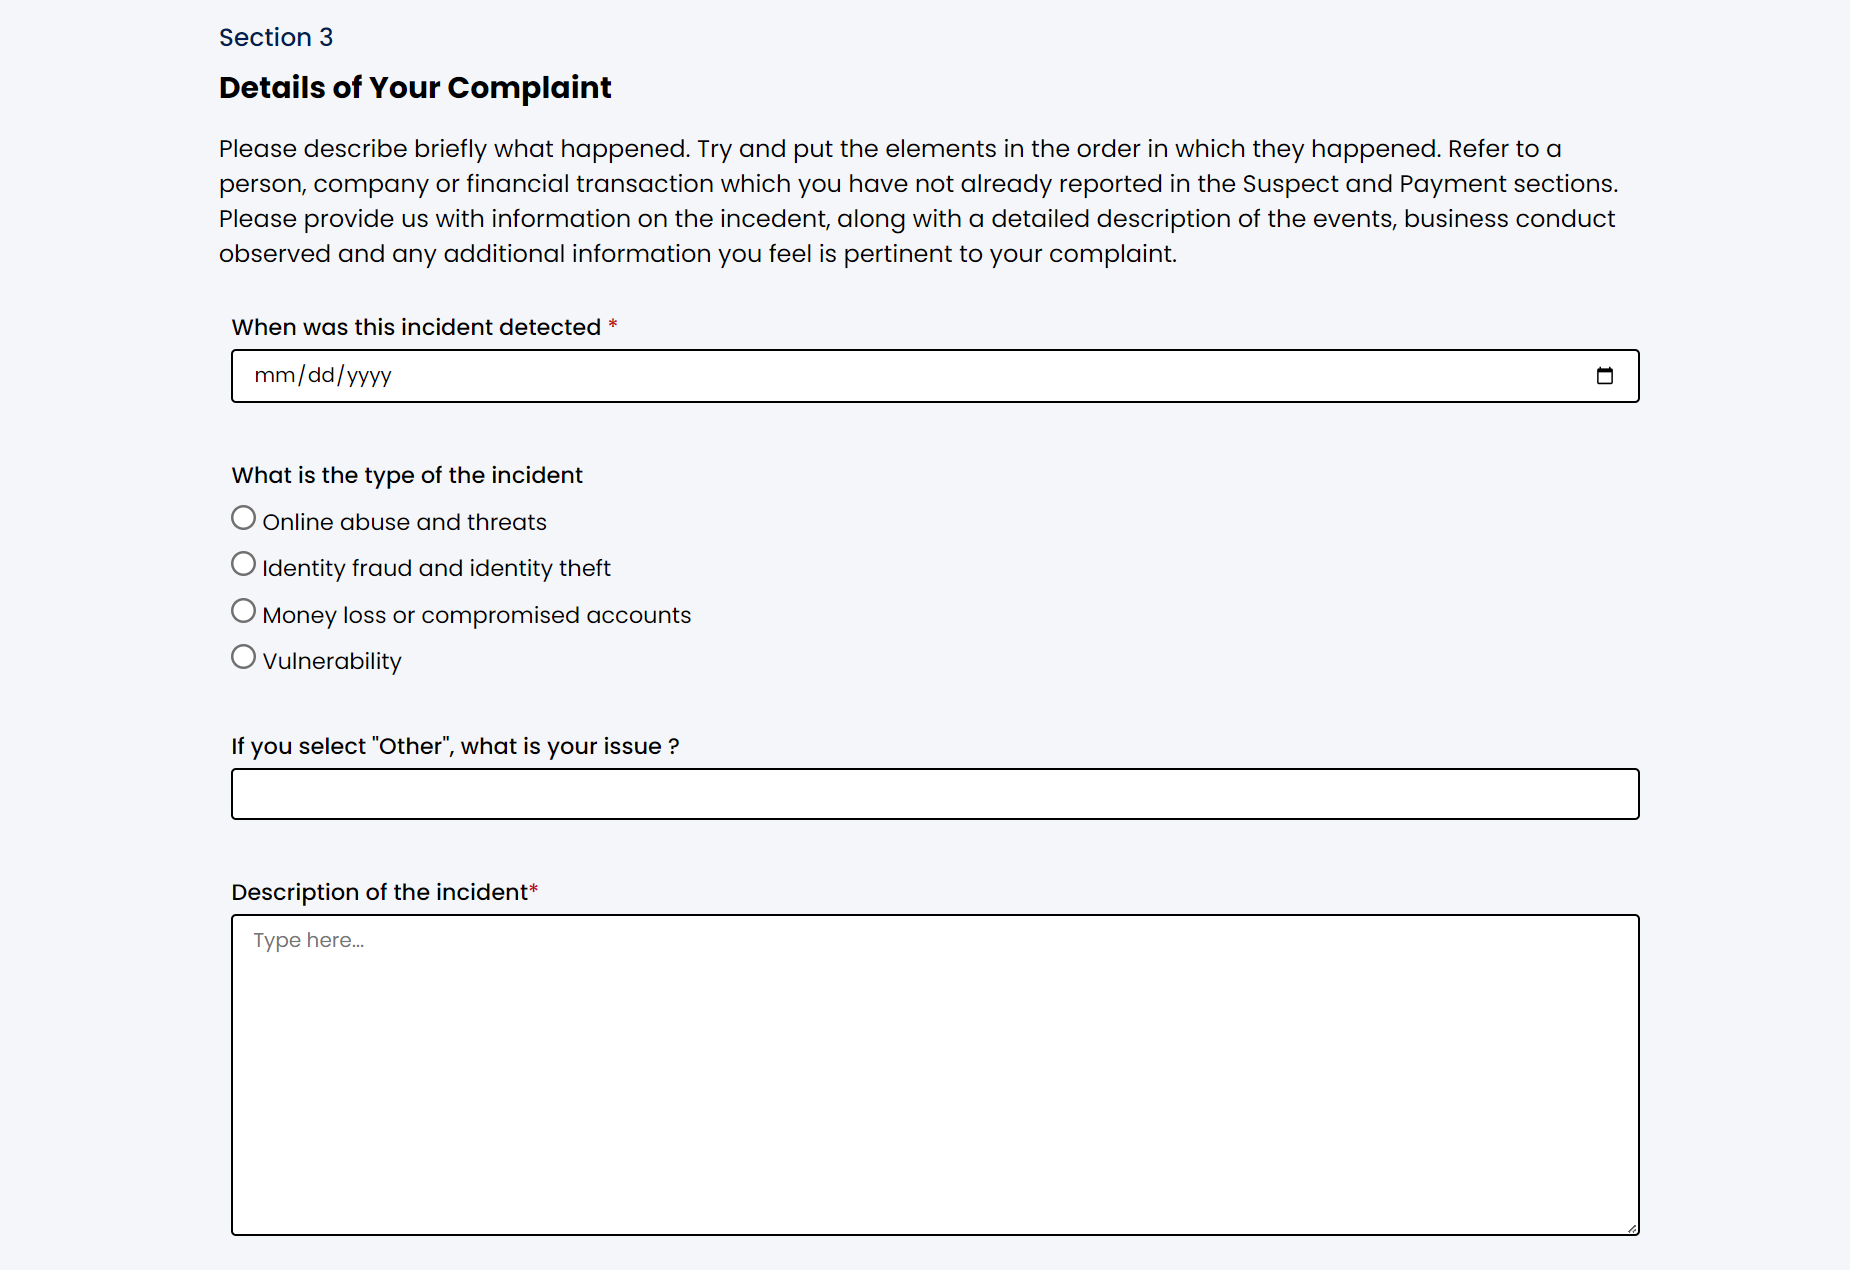 Section 3
Details of Your Complaint
Please describe briefly what happened. Try and put the elements in the order in which they happened. Refer to a
person, company or financial transaction which you have not already reported in the Suspect and Payment sections.
Please provide us with information on the incedent, along with a detailed description of the events, business conduct
observed and any additional information you feel is pertinent to your complaint.
When was this incident detected *
mm/dd/yyyy
What is the type of the incident
Online abuse and threats
Identity fraud and identity theft
Money loss or compromised accounts
Vulnerability
If you select "Other", what is your issue ?
Description of the incident*
Type here...